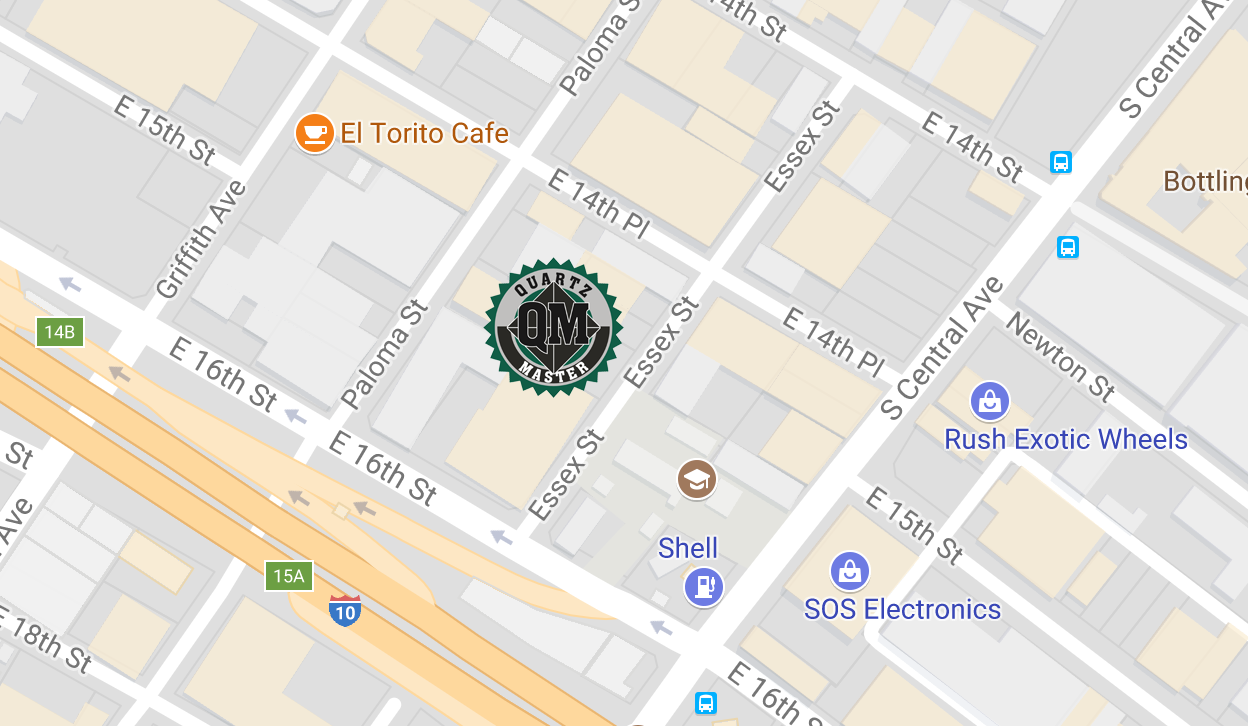 14th St
Paloma S
S Central Av
E 15th St
El Torito Cafe
Essex St
E 14th St
Bottling
E 14th Pl
Griffith Ave
QUARTZ
QM
MASTER
14B
Paloma St
Essex St
E 14th Pl
S Central Ave
Newton St
E 16th St
Rush Exotic Wheels
St
E 16th St
Essex St
E 15th St
Ave
Shell
15A
10
SOS Electronics
E 18th St
E 16th S